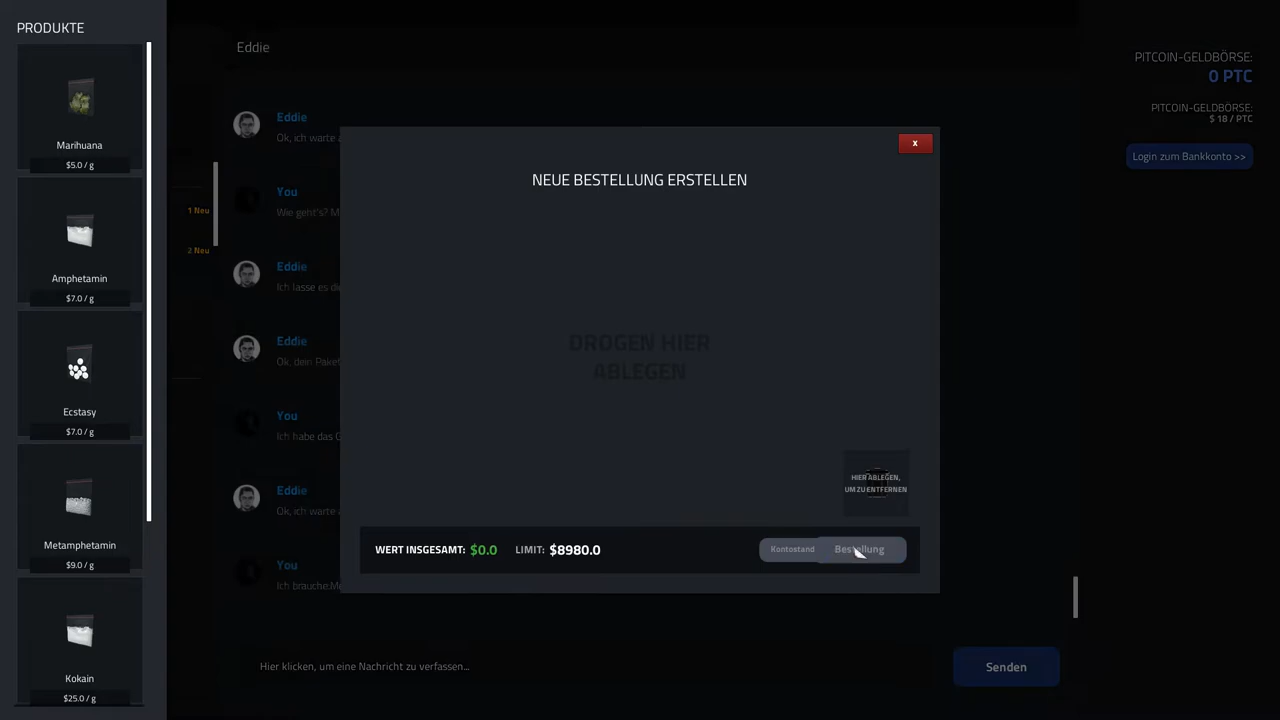 PRODUKTE
Marihuana
$5.0 / g
Amphetamin
$7.0 / g
Ecstasy
$7.0 / g
Metamphetamin
$9.0 / g
Kokain
$25.0 / g
1 Neu
2 Neu
Eddie
Eddie
Ok, ich warte a
You
Wie geht's? M
Eddie
Ich lasse es di
Eddie
Ok, dein Paket
You
Ich habe das G
Eddie
Ok, ich warte a
You
Ich brauche:Me
x
NEUE BESTELLUNG ERSTELLEN
DROGEN HIER
ABLEGEN
HIER ABLEGEN,
UM ZU ENTFERNEN
WERT INSGESAMT: $0.0 LIMIT: $8980.0
Kontostand
Bestellung
Hier klicken, um eine Nachricht zu verfassen...
Senden
PITCOIN-GELDBÖRSE:
0 PTC
PITCOIN-GELDBÖRSE:
$ 18 / PTC
Login zum Bankkonto >>